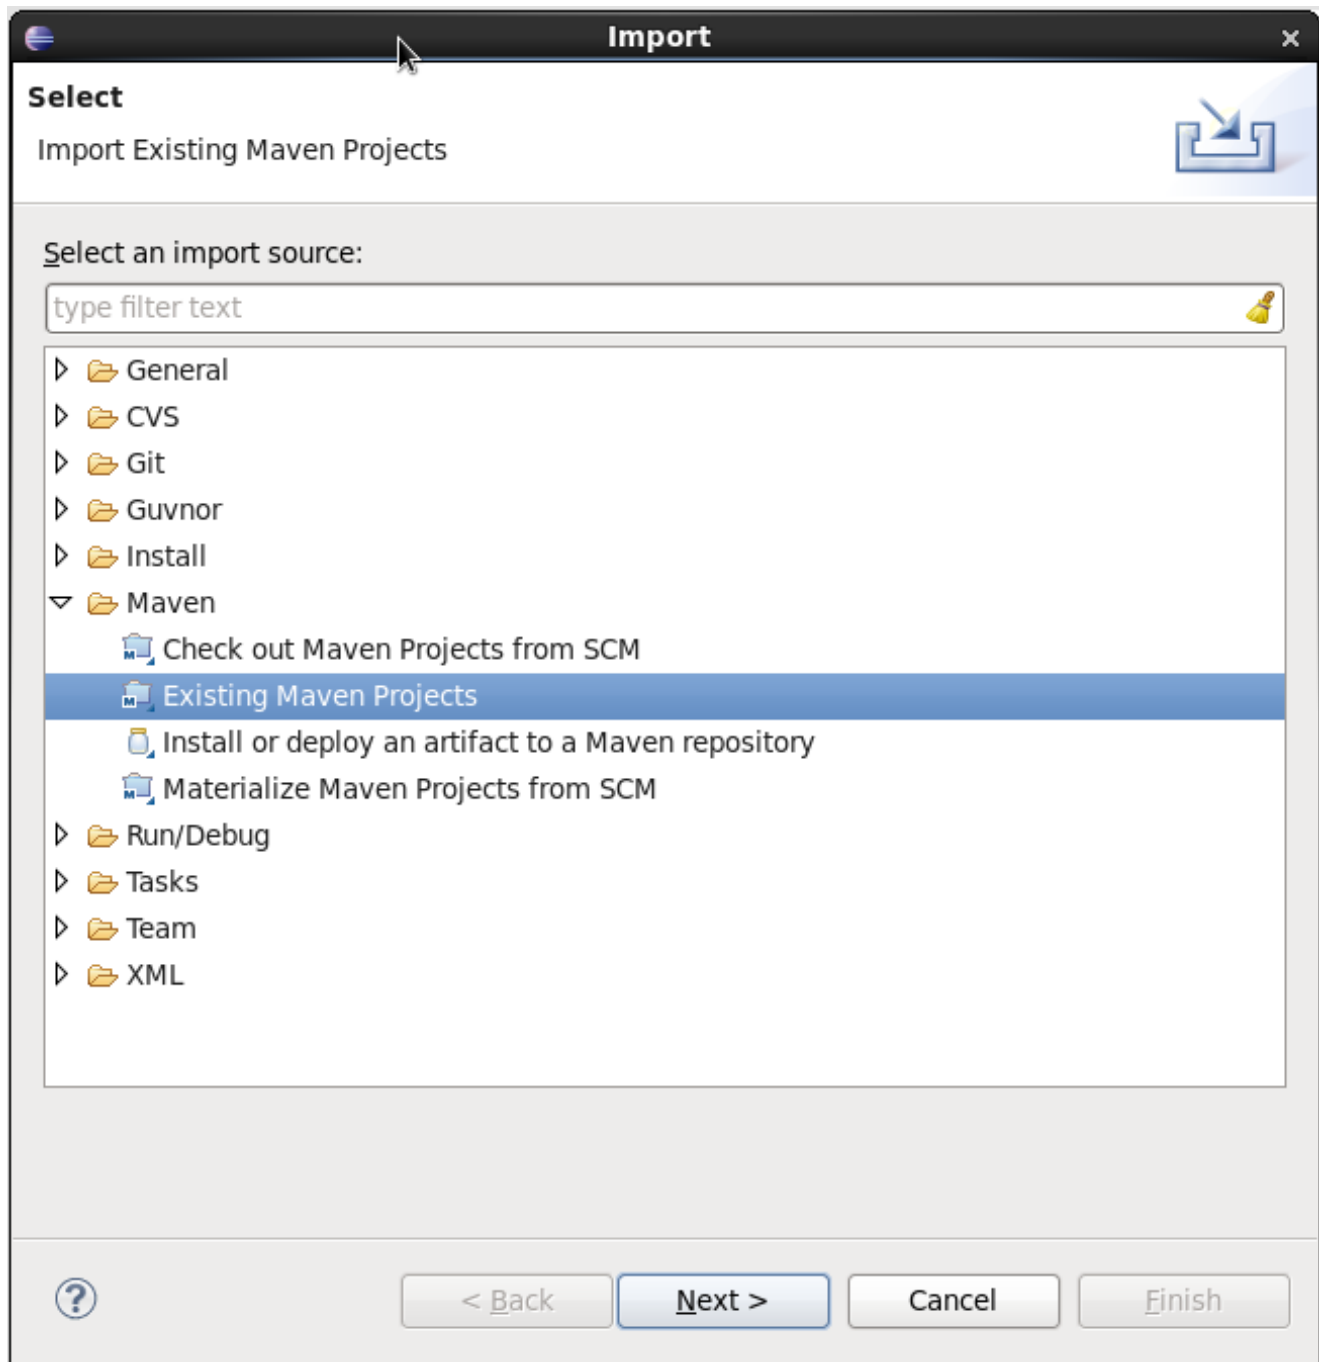 Import
Select
Import Existing Maven Projects
Select an import source:
type filter text
General
CVS
Git
Guvnor
Install
Maven
Check out Maven Projects from SCM
Existing Maven Projects
Install or deploy an artifact to a Maven repository
Materialize Maven Projects from SCM
Run/Debug
Tasks
Team
XML
< Back Next > Cancel Finish